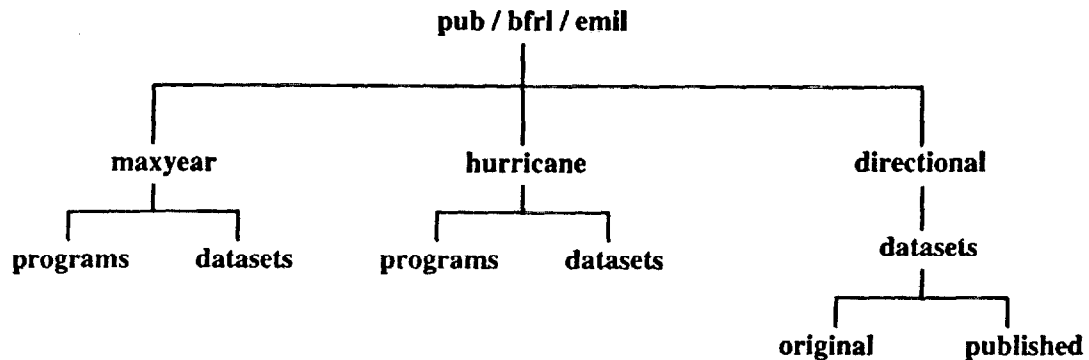 pub / bfrl / emil
maxyear hurricane directional
programs datasets programs datasets datasets
original published